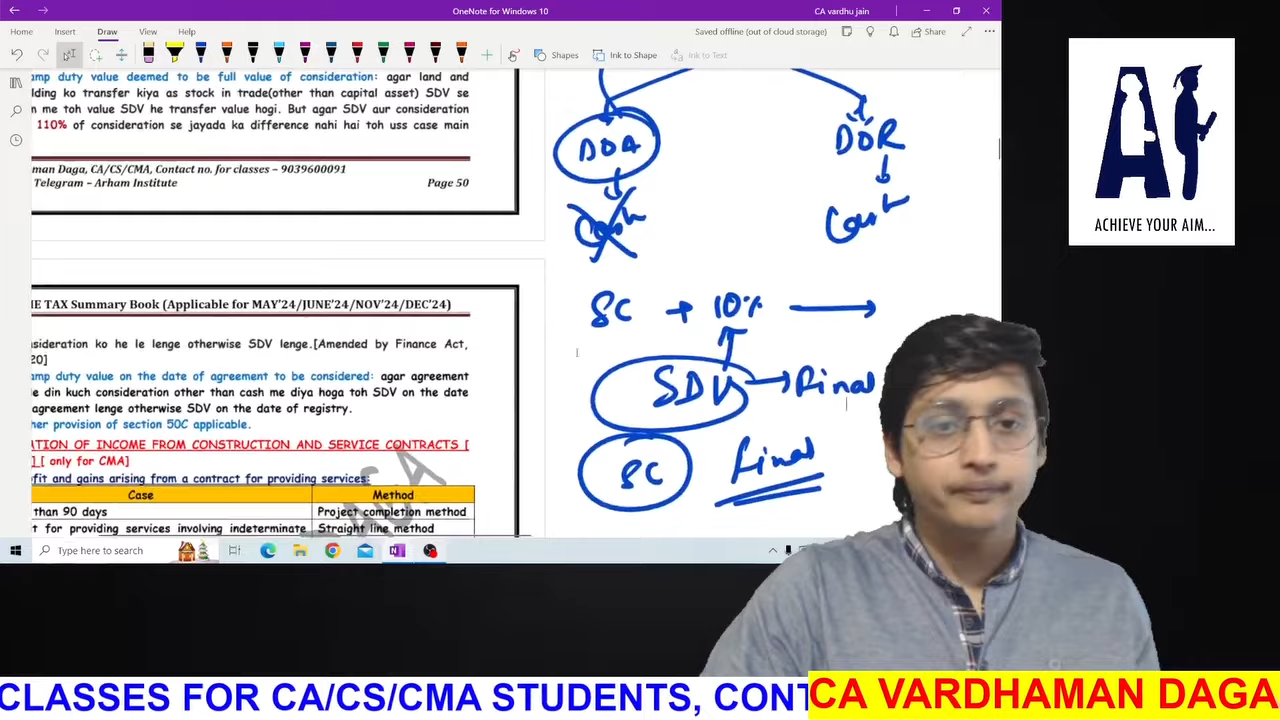 OneNote for Windows 10
CA vardhu jain
Home Insert Draw View Help
Saved offline (out of cloud storage)
Share
Shapes
Ink to Shape
Ink to Text
amp duty value deemed to be full value of consideration: agar land and
lding ko transfer kiya as stock in trade(other than capital asset) SDV se
n me toh value SDV he transfer value hogi. But agar SDV aur consideration
110% of consideration se jayada ka difference nahi hai toh uss case main
man Daga, CA/CS/CMA, Contact no. for classes – 9039600091
Telegram – Arham Institute Page 50
ME TAX Summary Book (Applicable for MAY'24/JUNE'24/NOV'24/DEC'24)
nsideration ko he le lenge otherwise SDV lenge.[Amended by Finance Act,
20]
amp duty value on the date of agreement to be considered: agar agreement
le din kuch consideration other than cash me diya hoga toh SDV on the date
agreement lenge otherwise SDV on the date of registry.
her provision of section 50C applicable.
ATION OF INCOME FROM CONSTRUCTION AND SERVICE CONTRACTS [
] [ only for CMA]
ofit and gains arising from a contract for providing services:
Case Method
than 90 days Project completion method
t for providing services involving indeterminate Straight line method
DAGA
DOA DOR
Cash Cash
SC + 10%
SDV Final
SC Final
Type here to search
ACHIEVE YOUR AIM...
CLASSES FOR CA/CS/CMA STUDENTS, CONT
CA VARDHAMAN DAGA